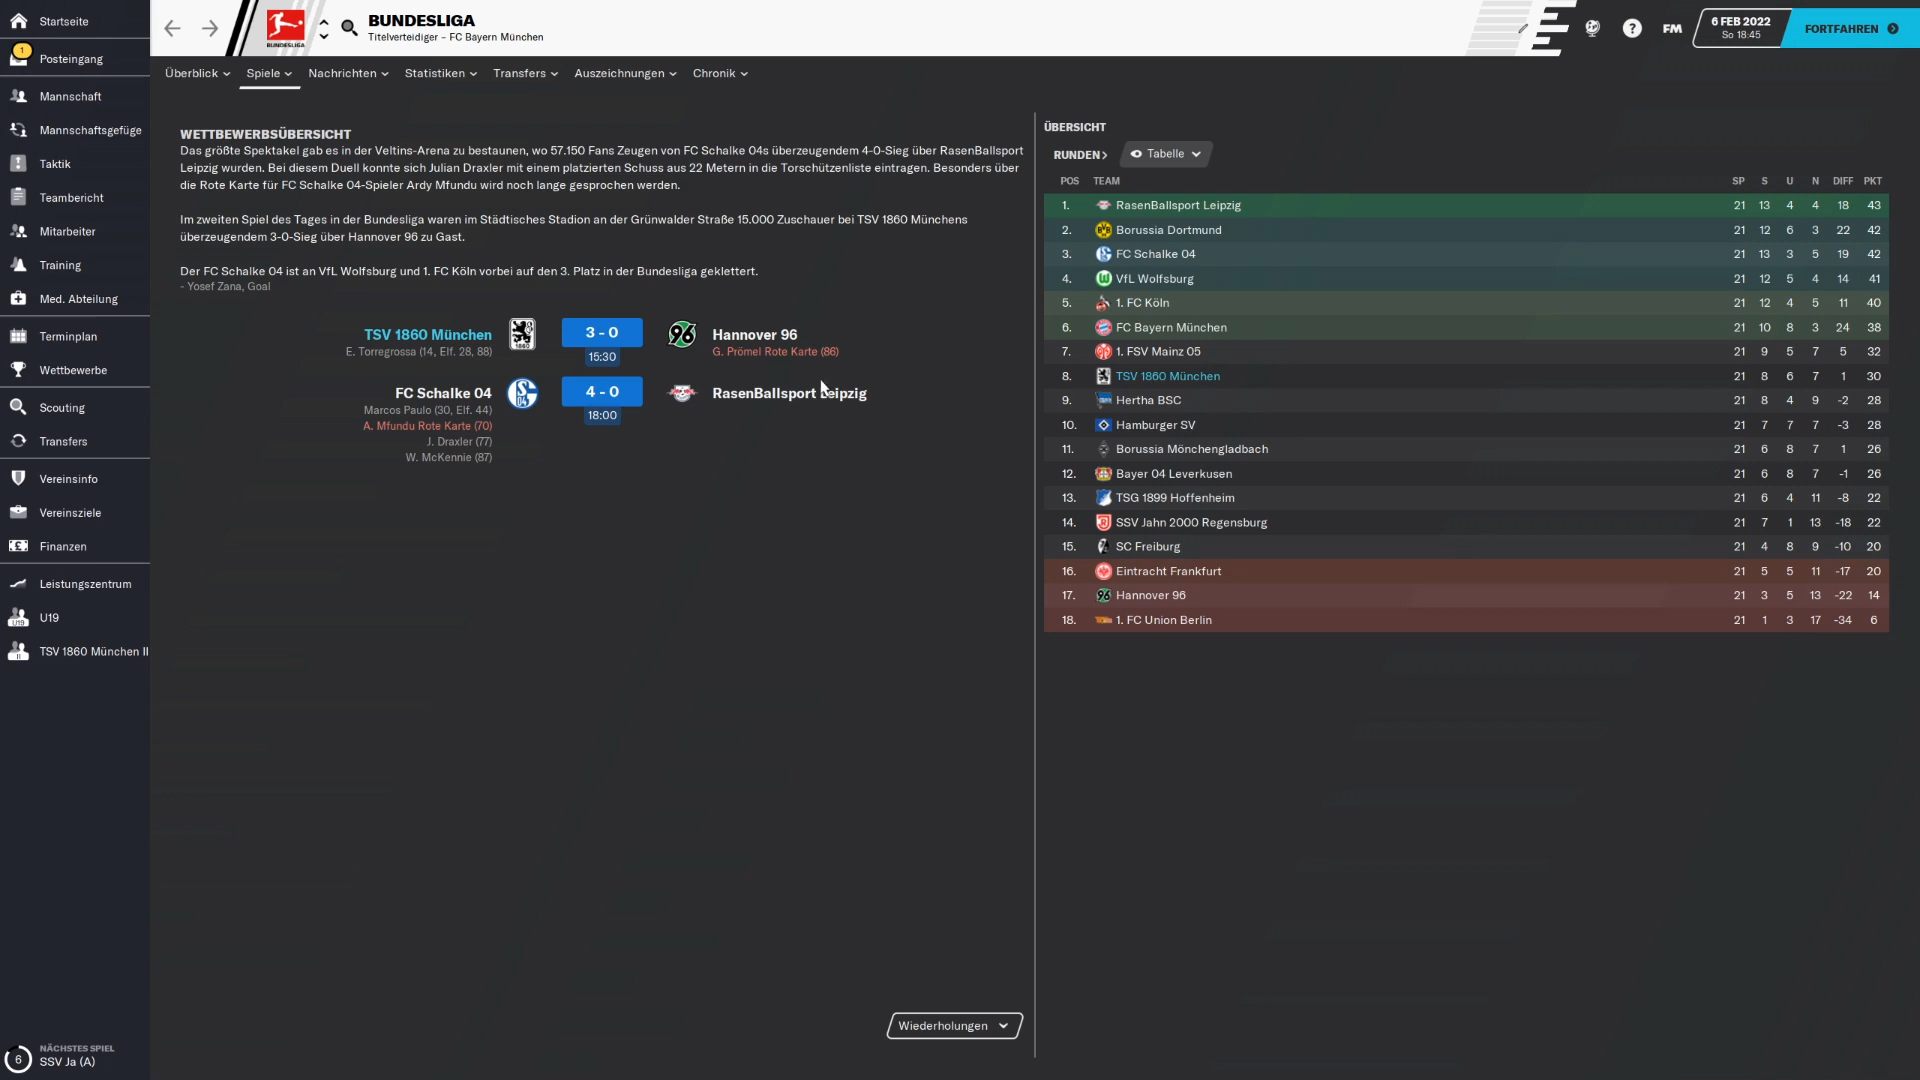 Startseite
1
Posteingang
Mannschaft
Mannschaftsgefüge
Taktik
Teambericht
Mitarbeiter
Training
Med. Abteilung
Terminplan
Wettbewerbe
Scouting
Transfers
Vereinsinfo
Vereinsziele
Finanzen
Leistungszentrum
U19
TSV 1860 München II
6
NÄCHSTES SPIEL
SSV Ja (A)
BUNDESLIGA
BUNDESLIGA
Titelverteidiger – FC Bayern München
?
FM
6 FEB 2022
So 18:45
FORTFAHREN
Überblick
Spiele
Nachrichten
Statistiken
Transfers
Auszeichnungen
Chronik
WETTBEWERBSÜBERSICHT
Das größte Spektakel gab es in der Veltins-Arena zu bestaunen, wo 57.150 Fans Zeugen von FC Schalke 04s überzeugendem 4-0-Sieg über RasenBallsport
Leipzig wurden. Bei diesem Duell konnte sich Julian Draxler mit einem platzierten Schuss aus 22 Metern in die Torschützenliste eintragen. Besonders über
die Rote Karte für FC Schalke 04-Spieler Ardy Mfundu wird noch lange gesprochen werden.
Im zweiten Spiel des Tages in der Bundesliga waren im Städtisches Stadion an der Grünwalder Straße 15.000 Zuschauer bei TSV 1860 Münchens
überzeugendem 3-0-Sieg über Hannover 96 zu Gast.
Der FC Schalke 04 ist an VfL Wolfsburg und 1. FC Köln vorbei auf den 3. Platz in der Bundesliga geklettert.
- Yosef Zana, Goal
TSV 1860 München 3 - 0 Hannover 96
E. Torregrossa (14, Elf. 28, 88) 15:30 G. Prömel Rote Karte (86)
FC Schalke 04 4 - 0 RasenBallsport Leipzig
Marcos Paulo (30, Elf. 44) 18:00
A. Mfundu Rote Karte (70)
J. Draxler (77)
W. McKennie (87)
Wiederholungen
ÜBERSICHT
RUNDEN> Tabelle
POS TEAM SP S U N DIFF PKT
1. RasenBallsport Leipzig 21 13 4 4 18 43
2. Borussia Dortmund 21 12 6 3 22 42
3. FC Schalke 04 21 13 3 5 19 42
4. VfL Wolfsburg 21 12 5 4 14 41
5. 1. FC Köln 21 12 4 5 11 40
6. FC Bayern München 21 10 8 3 24 38
7. 1. FSV Mainz 05 21 9 5 7 5 32
8. TSV 1860 München 21 8 6 7 1 30
9. Hertha BSC 21 8 4 9 -2 28
10. Hamburger SV 21 7 7 7 -3 28
11. Borussia Mönchengladbach 21 6 8 7 1 26
12. Bayer 04 Leverkusen 21 6 8 7 -1 26
13. TSG 1899 Hoffenheim 21 6 4 11 -8 22
14. SSV Jahn 2000 Regensburg 21 7 1 13 -18 22
15. SC Freiburg 21 4 8 9 -10 20
16. Eintracht Frankfurt 21 5 5 11 -17 20
17. Hannover 96 21 3 5 13 -22 14
18. 1. FC Union Berlin 21 1 3 17 -34 6